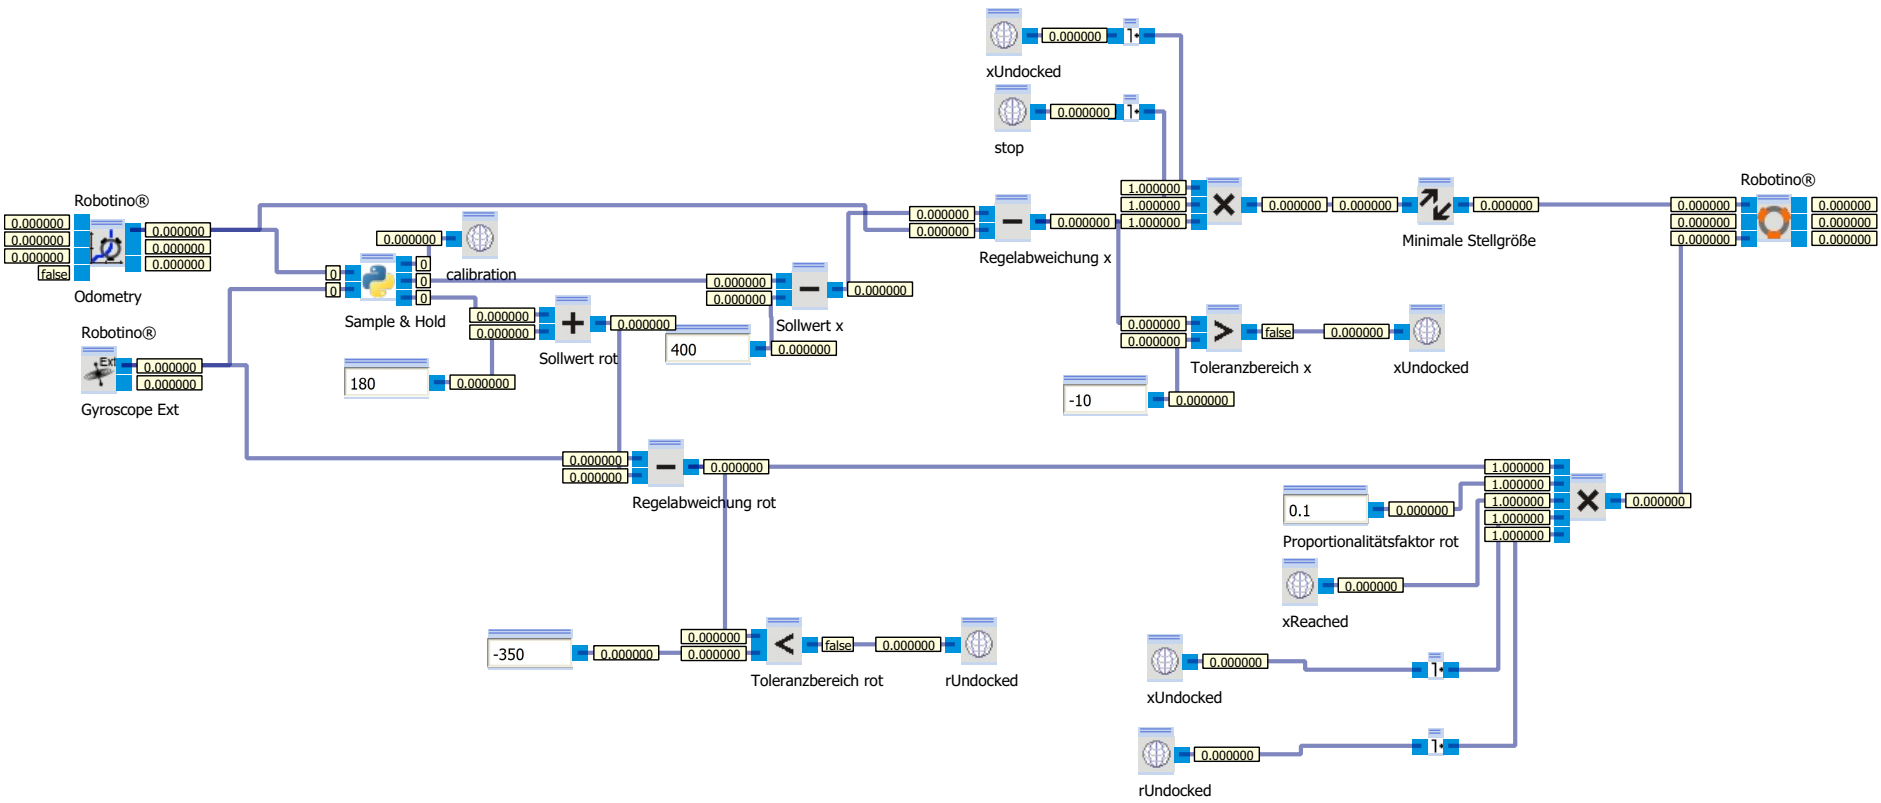 xUndocked
0.000000
stop
0.000000
Robotino®
0.000000
0.000000
0.000000
false
0.000000
0.000000
0.000000
Odometry
Robotino®
Ext
0.000000
0.000000
Gyroscope Ext
0
0
0
0
0
Sample & Hold
0.000000
calibration
180
0.000000
0.000000
0.000000
0.000000
Sollwert rot
400
0.000000
0.000000
0.000000
0.000000
Sollwert x
0.000000
0.000000
0.000000
Regelabweichung x
1.000000
1.000000
1.000000
0.000000
0.000000
0.000000
Minimale Stellgröße
Robotino®
0.000000
0.000000
0.000000
0.000000
0.000000
0.000000
-10
0.000000
0.000000
0.000000
false
0.000000
Toleranzbereich x
xUndocked
0.000000
0.000000
0.000000
Regelabweichung rot
-350
0.000000
0.000000
0.000000
false
0.000000
Toleranzbereich rot
rUndocked
1.000000
1.000000
1.000000
1.000000
1.000000
0.000000
0.1
0.000000
Proportionalitätsfaktor rot
0.000000
xReached
0.000000
xUndocked
0.000000
rUndocked